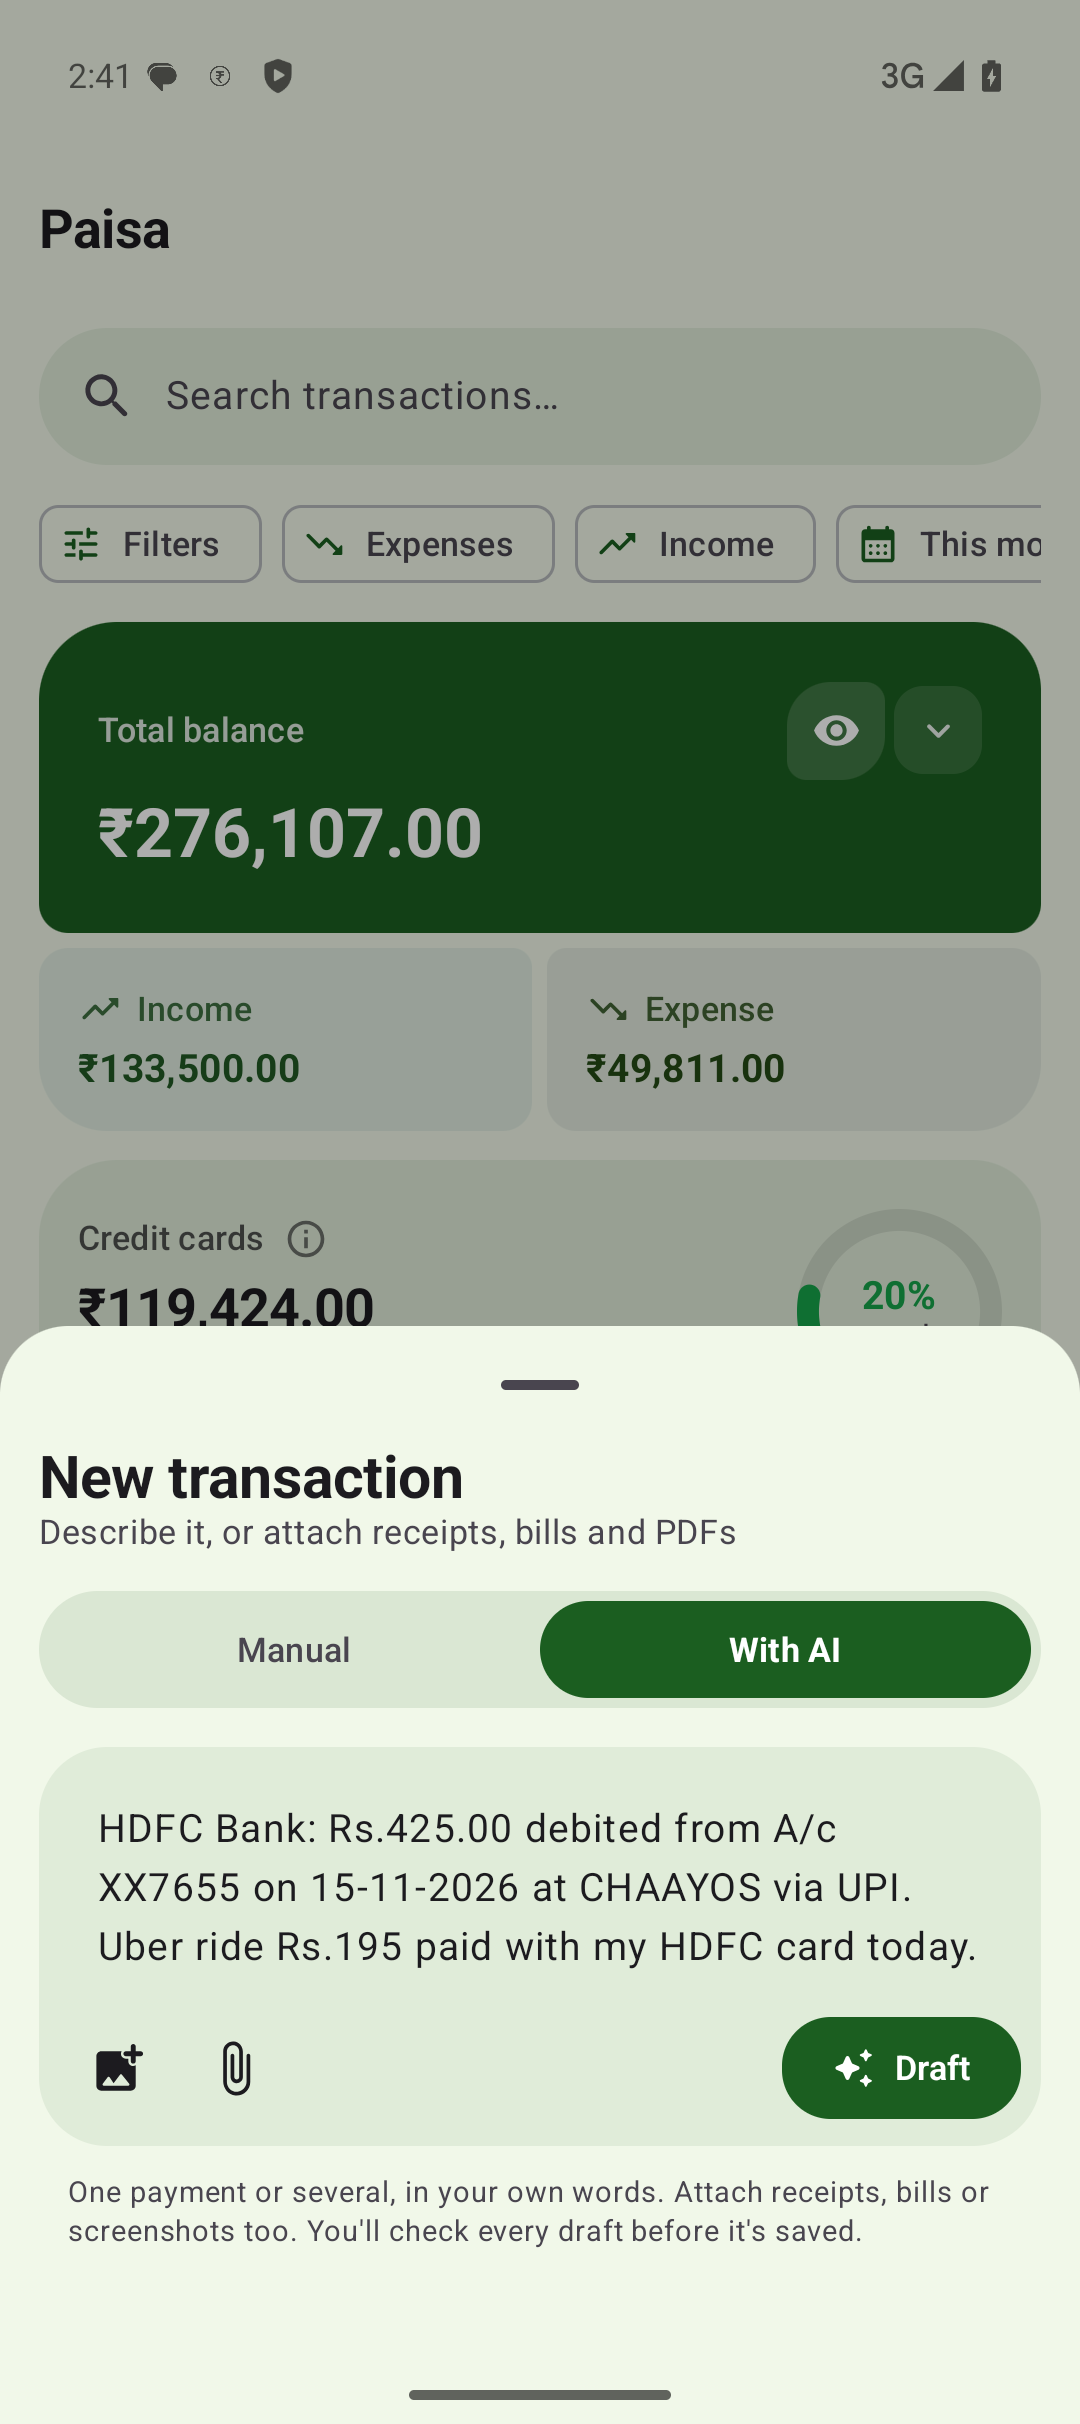 2:41
3G
Paisa
Search transactions…
Filters
Expenses
Income
This mo
Total balance
₹276,107.00
Income
₹133,500.00
Expense
₹49,811.00
Credit cards
₹119,424.00
20%
New transaction
Describe it, or attach receipts, bills and PDFs
Manual
With AI
HDFC Bank: Rs.425.00 debited from A/c
XX7655 on 15-11-2026 at CHAAYOS via UPI.
Uber ride Rs.195 paid with my HDFC card today.
Draft
One payment or several, in your own words. Attach receipts, bills or
screenshots too. You'll check every draft before it's saved.